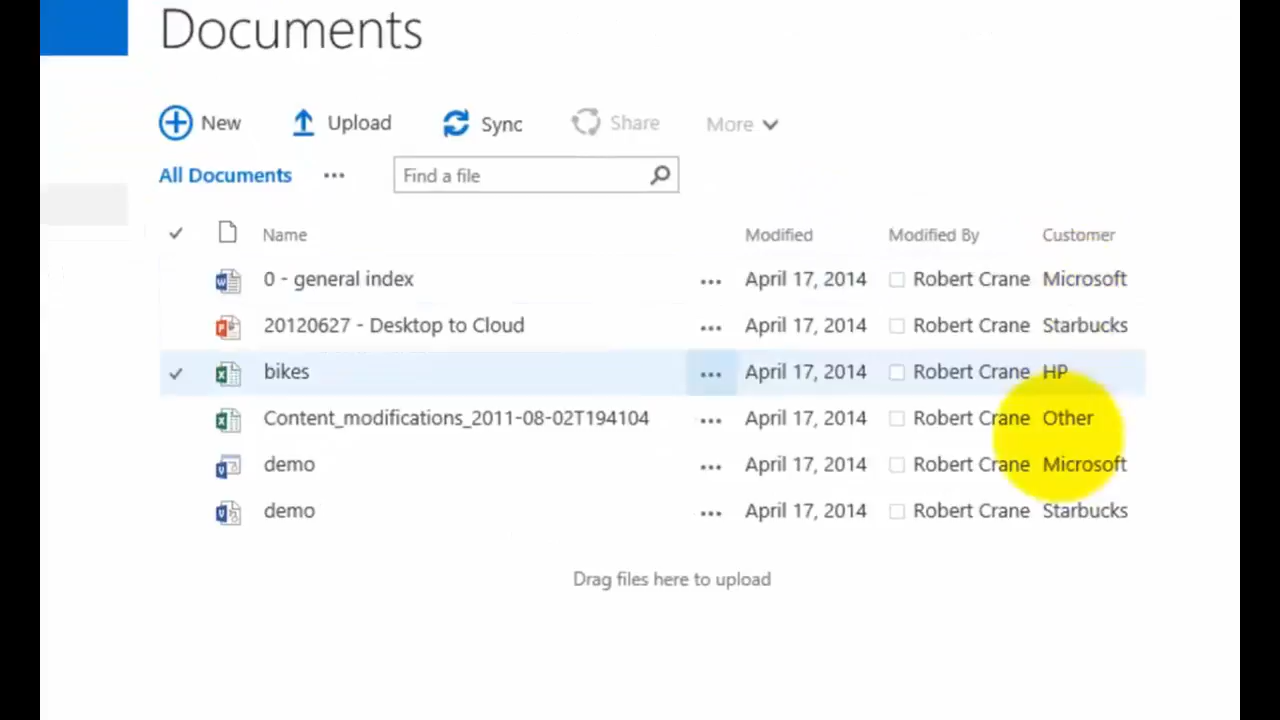 Documents
New Upload Sync Share More
All Documents ... Find a file
Name Modified Modified By Customer
0 - general index ... April 17, 2014 Robert Crane Microsoft
20120627 - Desktop to Cloud ... April 17, 2014 Robert Crane Starbucks
bikes ... April 17, 2014 Robert Crane HP
Content_modifications_2011-08-02T194104 ... April 17, 2014 Robert Crane Other
demo ... April 17, 2014 Robert Crane Microsoft
demo ... April 17, 2014 Robert Crane Starbucks
Drag files here to upload